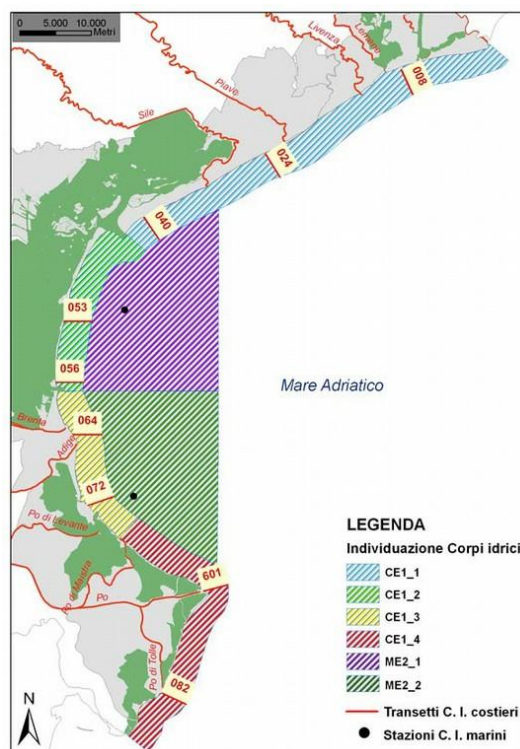 0 5.000 10.000
Metri
Livenza
Lemene
Piave
008
Sile
024
040
053
Mare Adriatico
056
Brenta
064
Adige
072
Po di Levante
Po di Maistra
601
Po
Po di Tolle
082
N
LEGENDA
Individuazione Corpi idrici
CE1_1
CE1_2
CE1_3
CE1_4
ME2_1
ME2_2
Transetti C. I. costieri
Stazioni C. I. marini